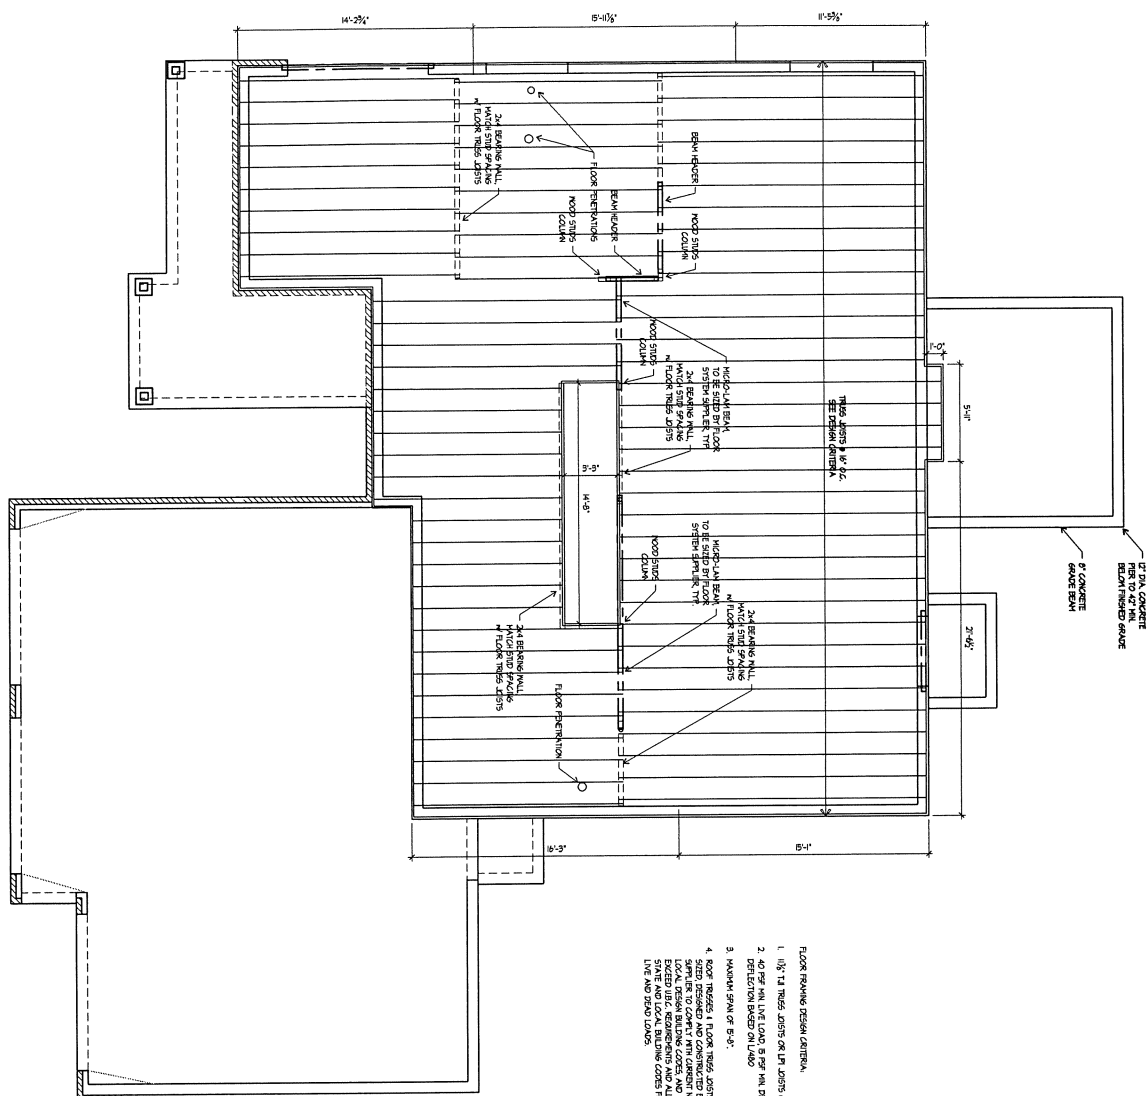 14'-2¾"
15'-11⅞"
11'-5⅜"
BEAM HEADER
WOOD STUDS
COLUMN
FLOOR PENETRATIONS
BEAM HEADER
WOOD STUDS
COLUMN
2x4 BEARING WALL,
MATCH STUD SPACING
W/ FLOOR TRUSS JOISTS
1'-0"
5'-11"
TRUSS JOISTS @ 16" O.C.
SEE DESIGN CRITERIA
MICRO-LAM BEAM,
TO BE SIZED BY FLOOR
SYSTEM SUPPLIER, TYP.
2x4 BEARING WALL,
MATCH STUD SPACING
W/ FLOOR TRUSS JOISTS
WOOD STUDS
COLUMN
3'-3"
14'-8"
12" DIA. CONCRETE
PIER TO 42" MIN.
BELOW FINISHED GRADE
8" CONCRETE
GRADE BEAM
21'-6½"
MICRO-LAM BEAM,
TO BE SIZED BY FLOOR
SYSTEM SUPPLIER, TYP.
WOOD STUDS
COLUMN
2x4 BEARING WALL,
MATCH STUD SPACING
W/ FLOOR TRUSS JOISTS
2x4 BEARING WALL,
MATCH STUD SPACING
W/ FLOOR TRUSS JOISTS
FLOOR PENETRATION
16'-3"
15'-1"
FLOOR FRAMING DESIGN CRITERIA:
1. 11⅞" TJI TRUSS JOISTS OR LPI JOISTS
2. 40 PSF MIN. LIVE LOAD, 15 PSF MIN.
DEFLECTION BASED ON L/480
3. MAXIMUM SPAN OF
4. ROOF TRUSSES & FLOOR TRUSS JOISTS
SIZED, DESIGNED AND CONSTRUCTED
SUPPLIER TO COMPLY WITH CURRENT
LOCAL DESIGN BUILDING CODES, AND
EXCEED U.B.C. REQUIREMENTS AND
STATE AND LOCAL BUILDING CODES
LIVE AND DEAD LOADS.